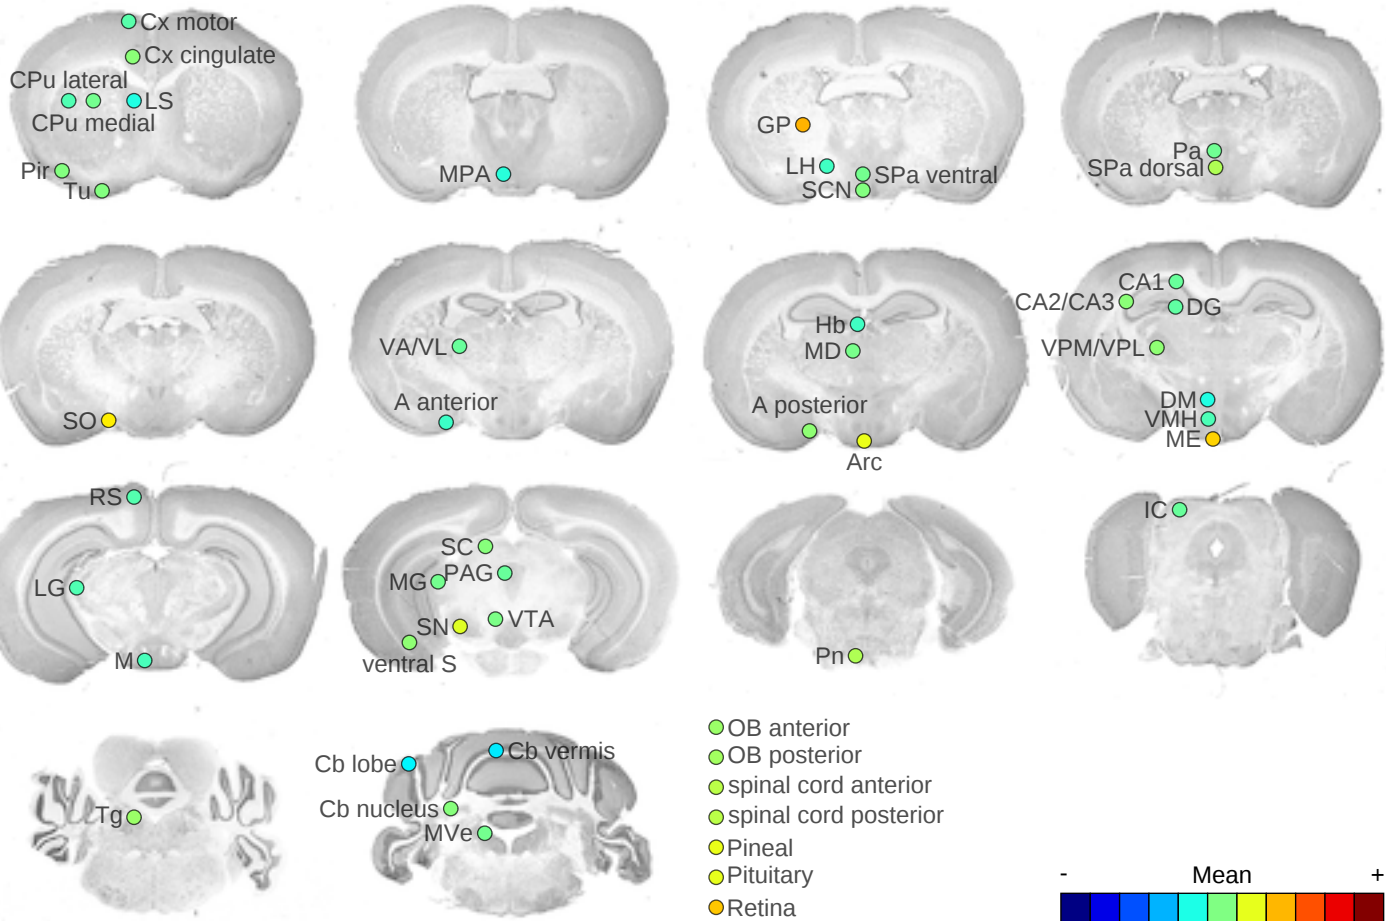 Cx motor
Cx cingulate
CPu lateral
LS
CPu medial
Pir
Tu
MPA
GP
LH
SPa ventral
SCN
Pa
SPa dorsal
SO
VA/VL
A anterior
Hb
MD
A posterior
Arc
CA1
CA2/CA3
DG
VPM/VPL
DM
VMH
ME
RS
LG
M
SC
MG
PAG
SN
VTA
ventral S
Pn
IC
Tg
Cb lobe
Cb vermis
Cb nucleus
MVe
OB anterior
OB posterior
spinal cord anterior
spinal cord posterior
Pineal
Pituitary
Retina
- Mean +